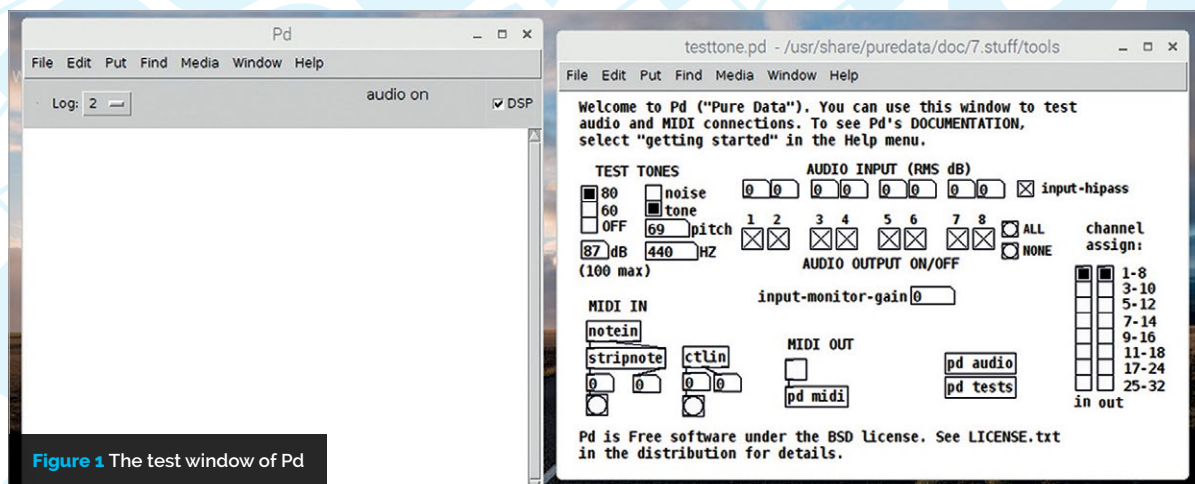 Pd
File Edit Put Find Media Window Help
Log: 2
audio on
DSP
Figure 1 The test window of Pd
testtone.pd - /usr/share/puredata/doc/7.stuff/tools
File Edit Put Find Media Window Help
Welcome to Pd ("Pure Data"). You can use this window to test
audio and MIDI connections. To see Pd's DOCUMENTATION,
select "getting started" in the Help menu.
TEST TONES
80
60
OFF
87 dB
(100 max)
noise
tone
69 pitch
440 HZ
AUDIO INPUT (RMS dB)
0 0 0 0 0 0 0 0
input-hipass
1 2 3 4 5 6 7 8
ALL
NONE
AUDIO OUTPUT ON/OFF
input-monitor-gain 0
channel
assign:
1-8
3-10
5-12
7-14
9-16
11-18
17-24
25-32
in out
MIDI IN
notein
stripnote
0 0
ctlin
0 0
MIDI OUT
pd midi
pd audio
pd tests
Pd is Free software under the BSD license. See LICENSE.txt
in the distribution for details.